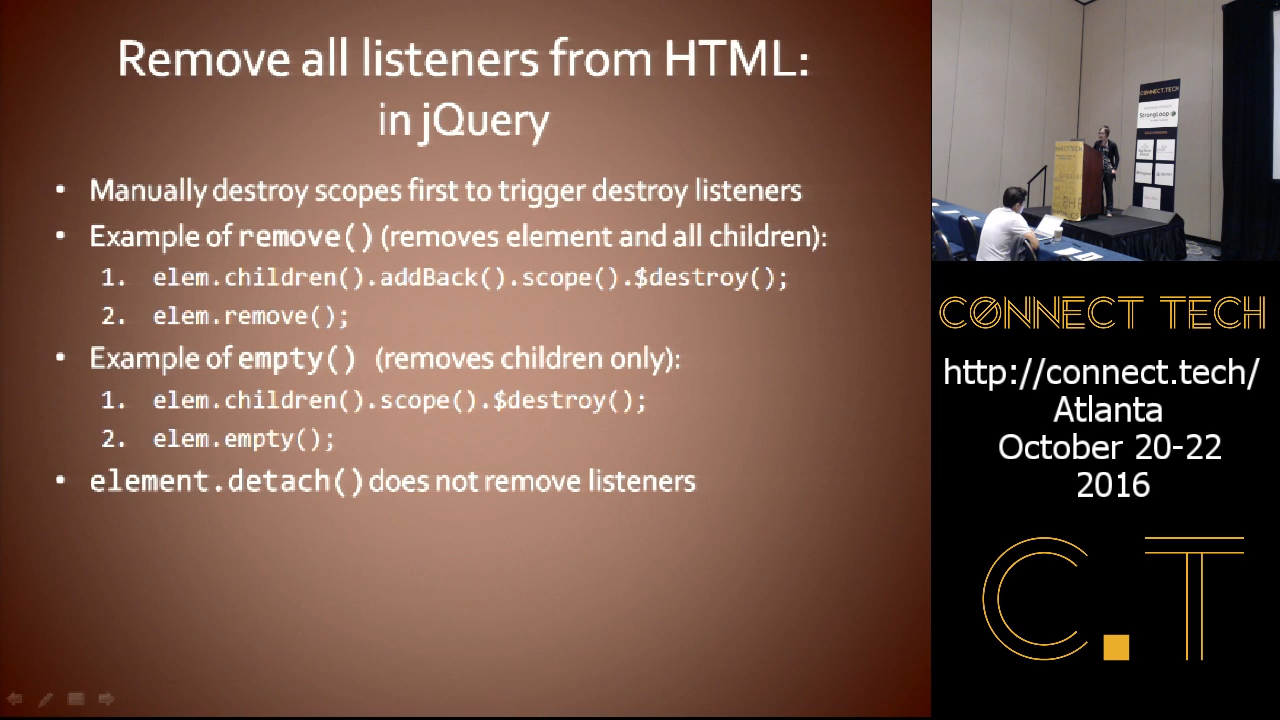 Remove all listeners from HTML:
in jQuery
• Manually destroy scopes first to trigger destroy listeners
• Example of remove() (removes element and all children):
1. elem.children().addBack().scope().$destroy();
2. elem.remove();
• Example of empty() (removes children only):
1. elem.children().scope().$destroy();
2. elem.empty();
• element.detach() does not remove listeners
CONNECT.TECH
StrongLoop
CONNECT TECH
http://connect.tech/
Atlanta
October 20-22
2016
C.T